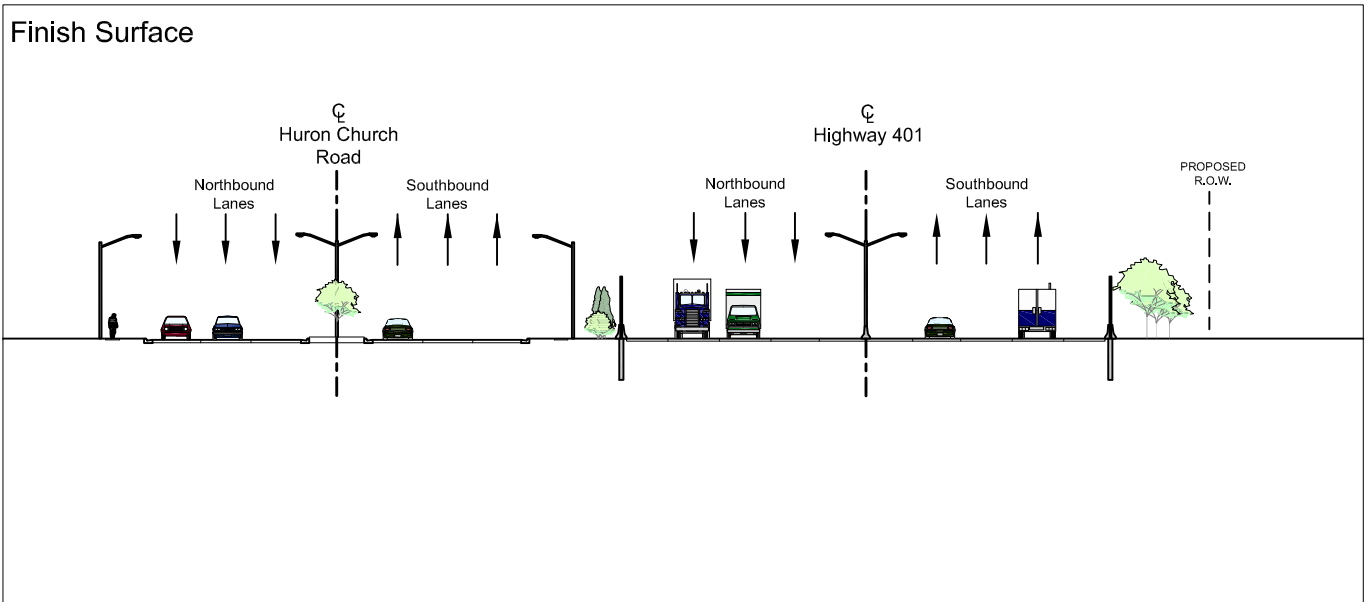 Finish Surface
℄
Huron Church
Road
Northbound
Lanes
Southbound
Lanes
℄
Highway 401
Northbound
Lanes
Southbound
Lanes
PROPOSED
R.O.W.